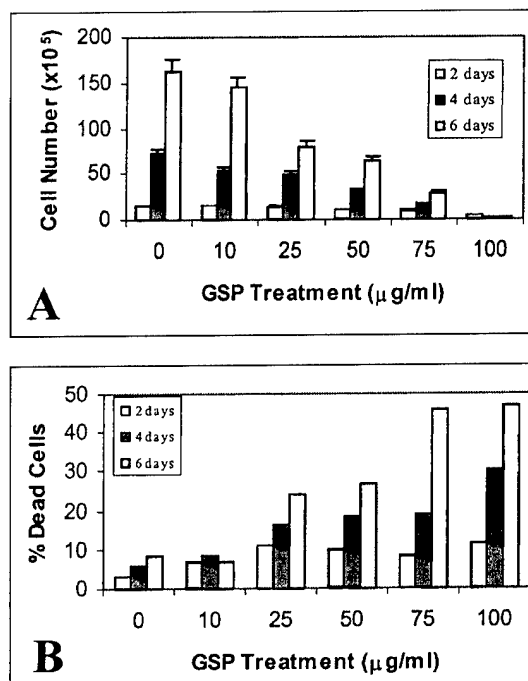 200
150
100
50
0
Cell Number (x10⁵)
2 days
4 days
6 days
0 10 25 50 75 100
GSP Treatment (μg/ml)
A
50
40
30
20
10
0
% Dead Cells
2 days
4 days
6 days
0 10 25 50 75 100
GSP Treatment (μg/ml)
B